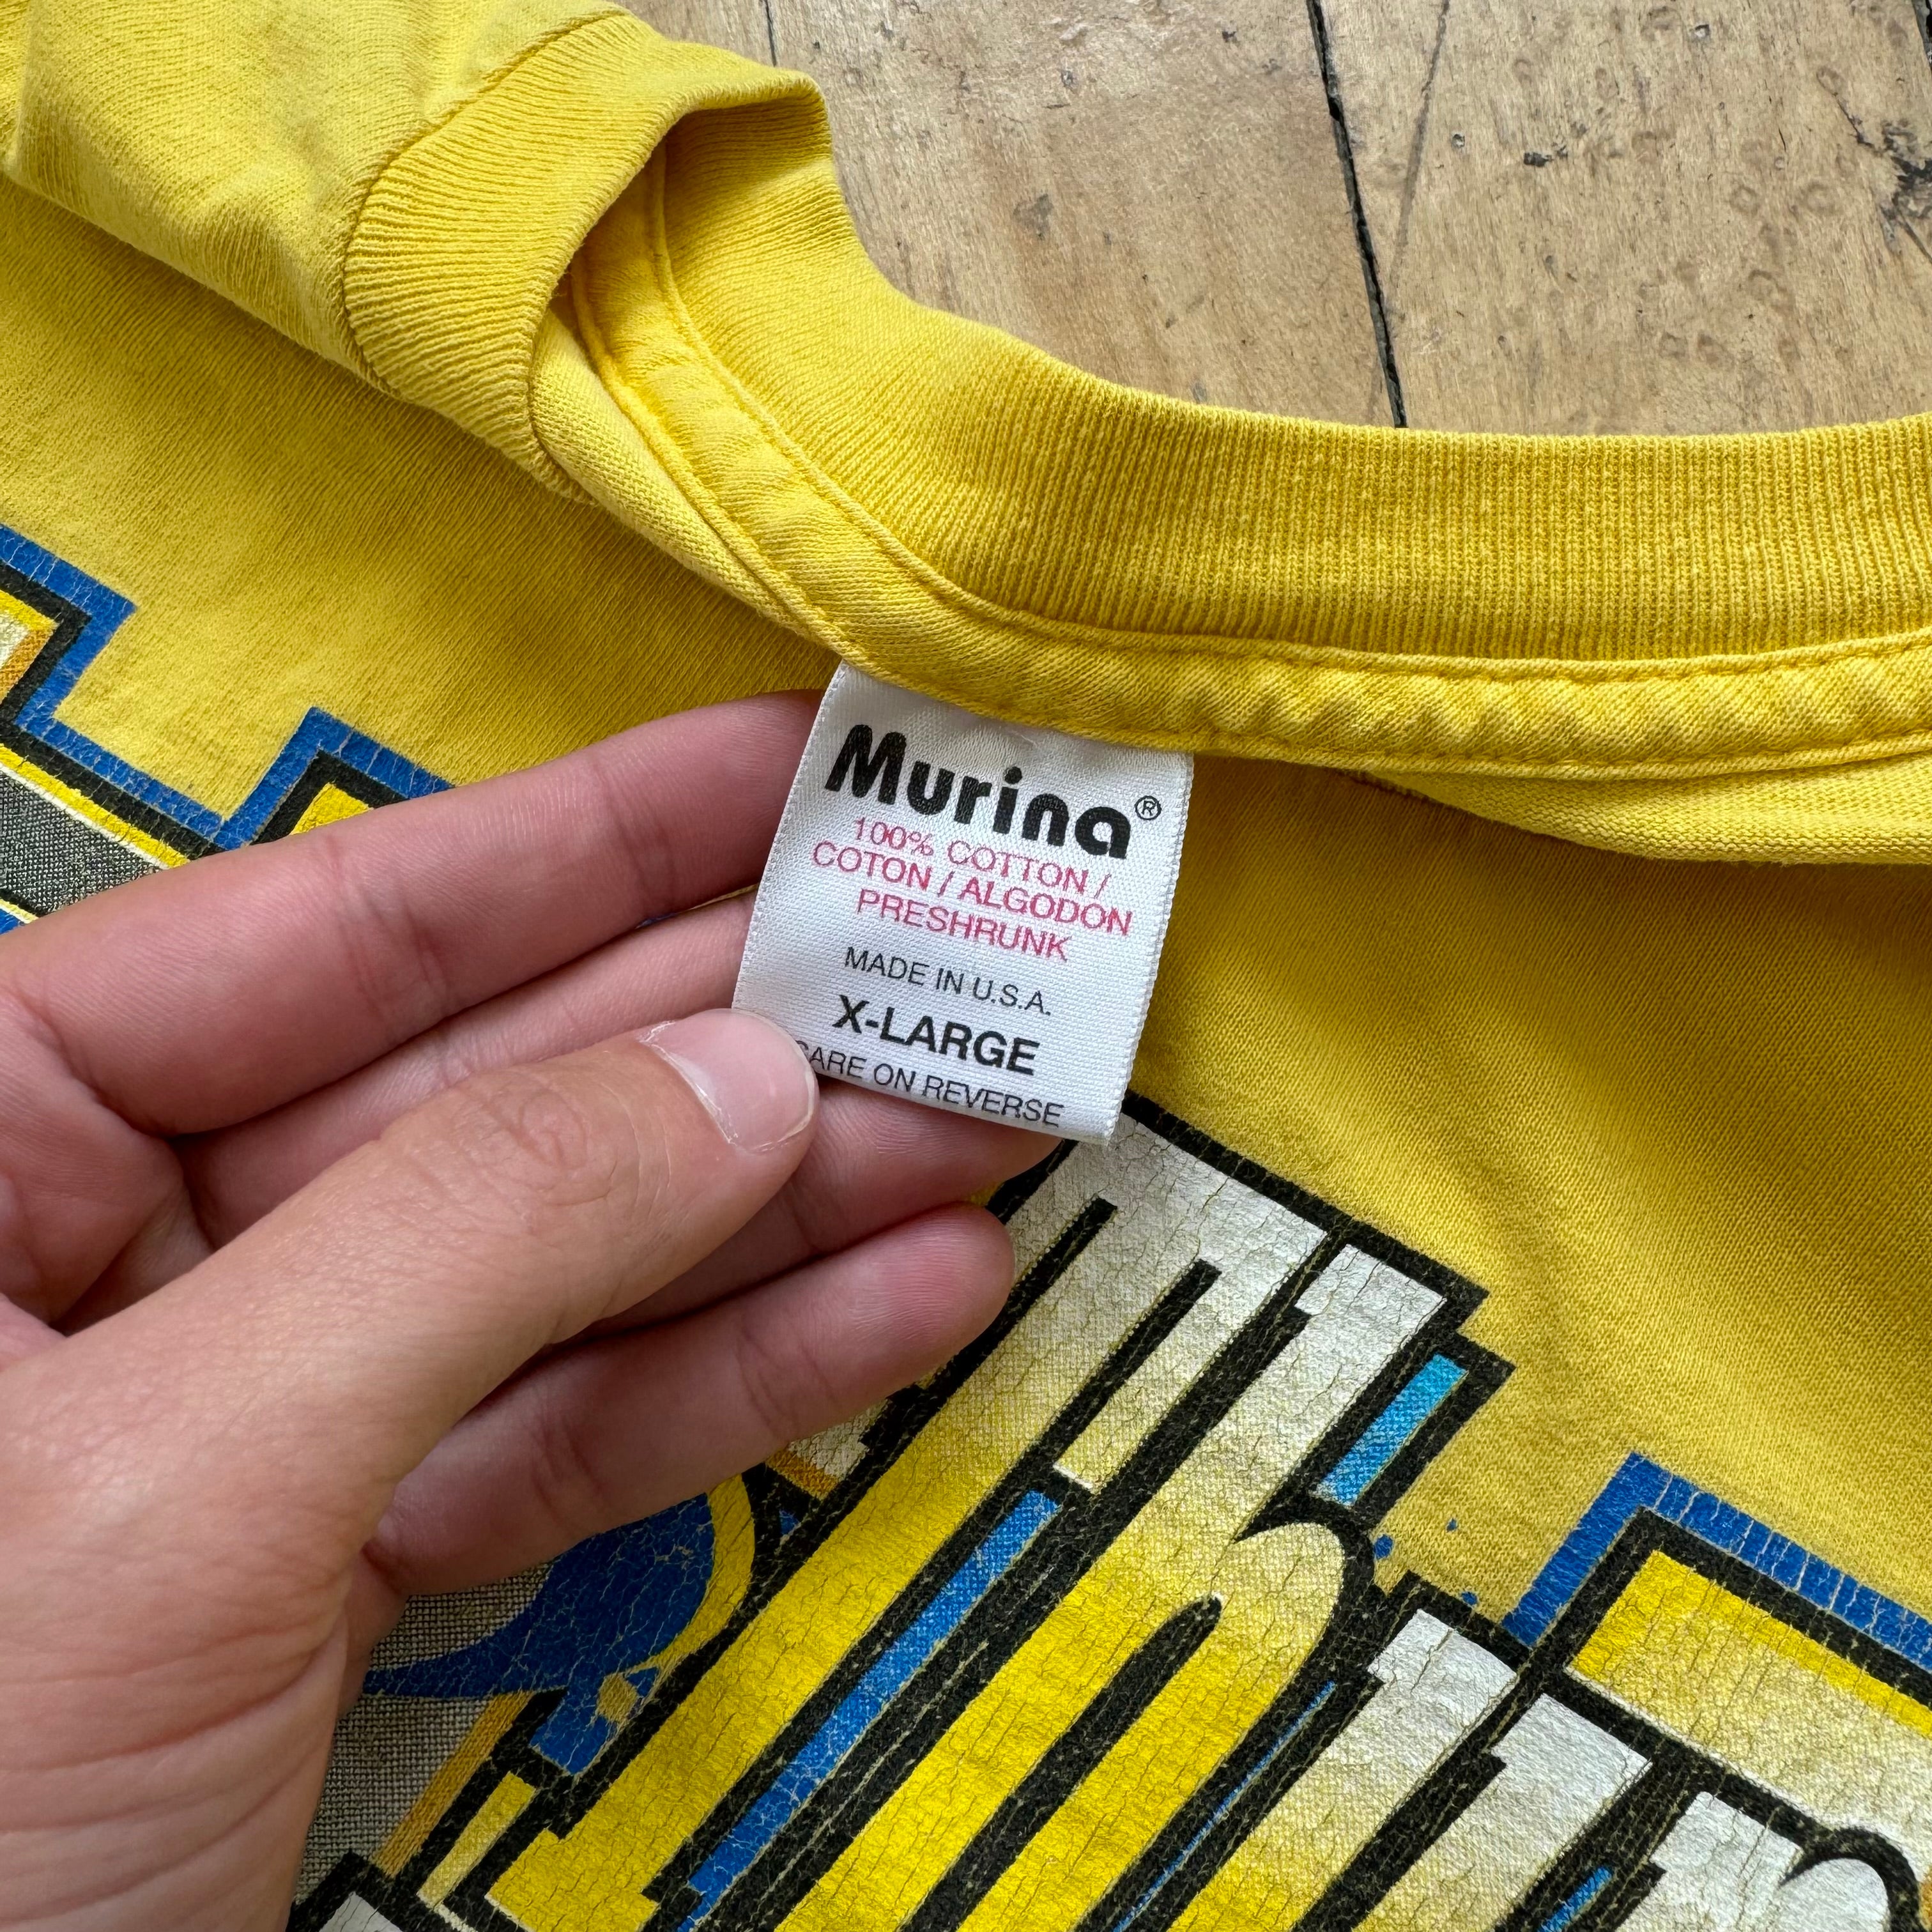 Murina®
100% COTTON /
COTON / ALGODON
PRESHRUNK
MADE IN U.S.A.
X-LARGE
CARE ON REVERSE